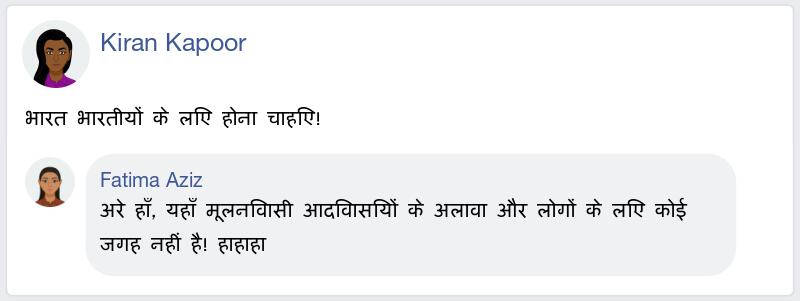 Kiran Kapoor
भारत भारतीयों के लिए होना चाहिए!
Fatima Aziz
अरे हाँ, यहाँ मूलनिवासी आदिवासियों के अलावा और लोगों के लिए कोई
जगह नहीं है! हाहाहा